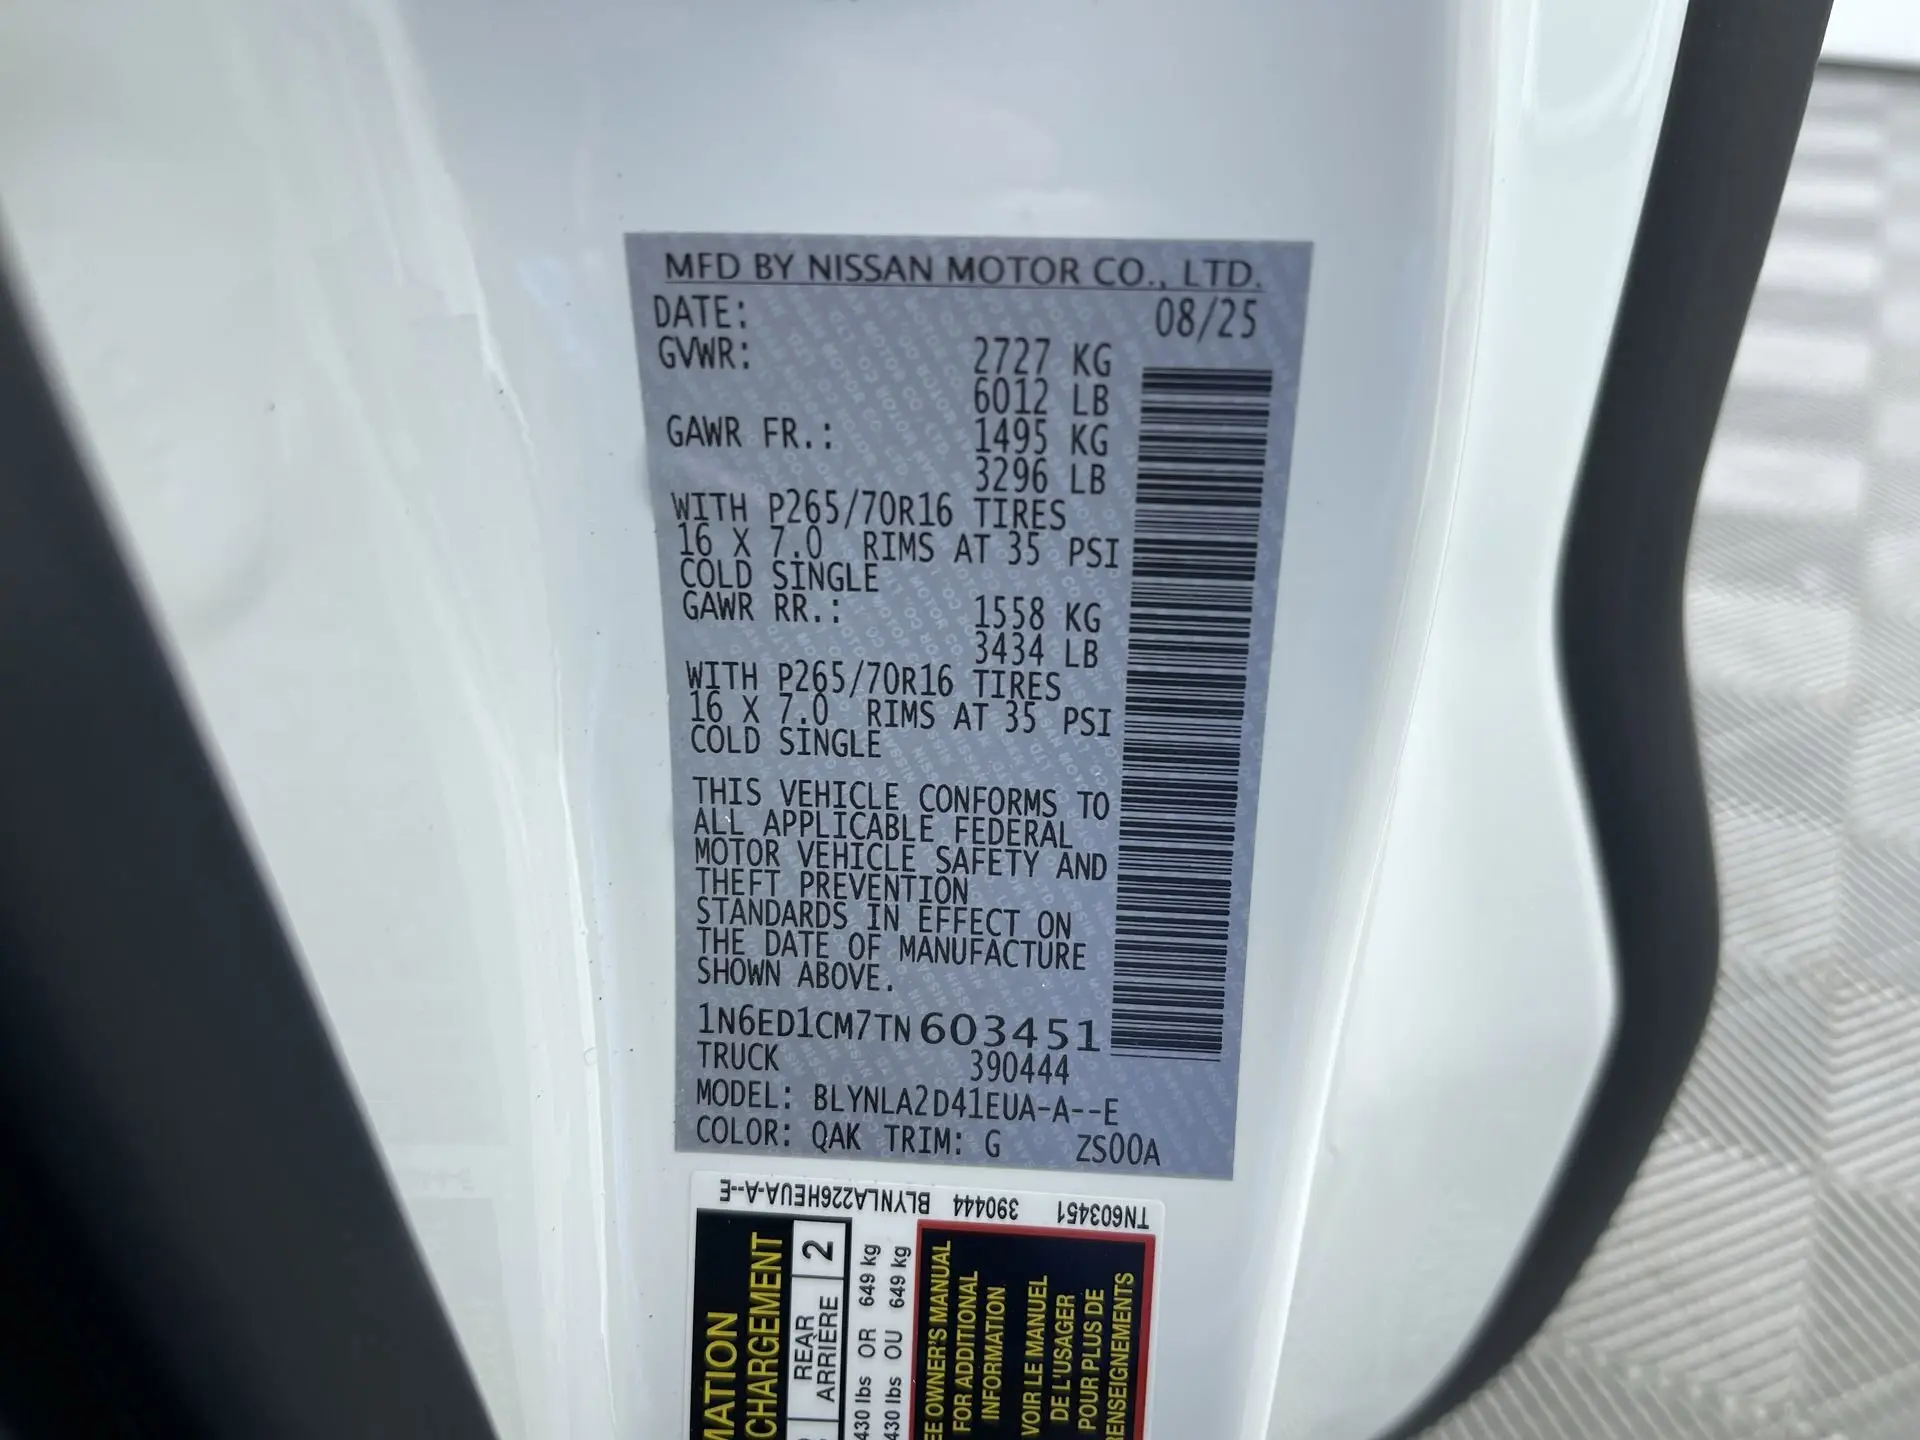 MFD BY NISSAN MOTOR CO., LTD.
DATE: 08/25
GVWR: 2727 KG
6012 LB
GAWR FR.: 1495 KG
3296 LB
WITH P265/70R16 TIRES
16 X 7.0 RIMS AT 35 PSI
COLD SINGLE
GAWR RR.: 1558 KG
3434 LB
WITH P265/70R16 TIRES
16 X 7.0 RIMS AT 35 PSI
COLD SINGLE
THIS VEHICLE CONFORMS TO
ALL APPLICABLE FEDERAL
MOTOR VEHICLE SAFETY AND
THEFT PREVENTION
STANDARDS IN EFFECT ON
THE DATE OF MANUFACTURE
SHOWN ABOVE.
1N6ED1CM7TN603451
TRUCK 390444
MODEL: BLYNLA2D41EUA-A--E
COLOR: QAK TRIM: G ZS00A
TN603451 390444 BLYNLA226HEUA-A--E
CHARGEMENT
REAR 2
ARRIÈRE
430 lbs OR 649 kg
430 lbs OU 649 kg
OWNER'S MANUAL
FOR ADDITIONAL
INFORMATION
VOIR LE MANUEL
DE L'USAGER
POUR PLUS DE
RENSEIGNEMENTS